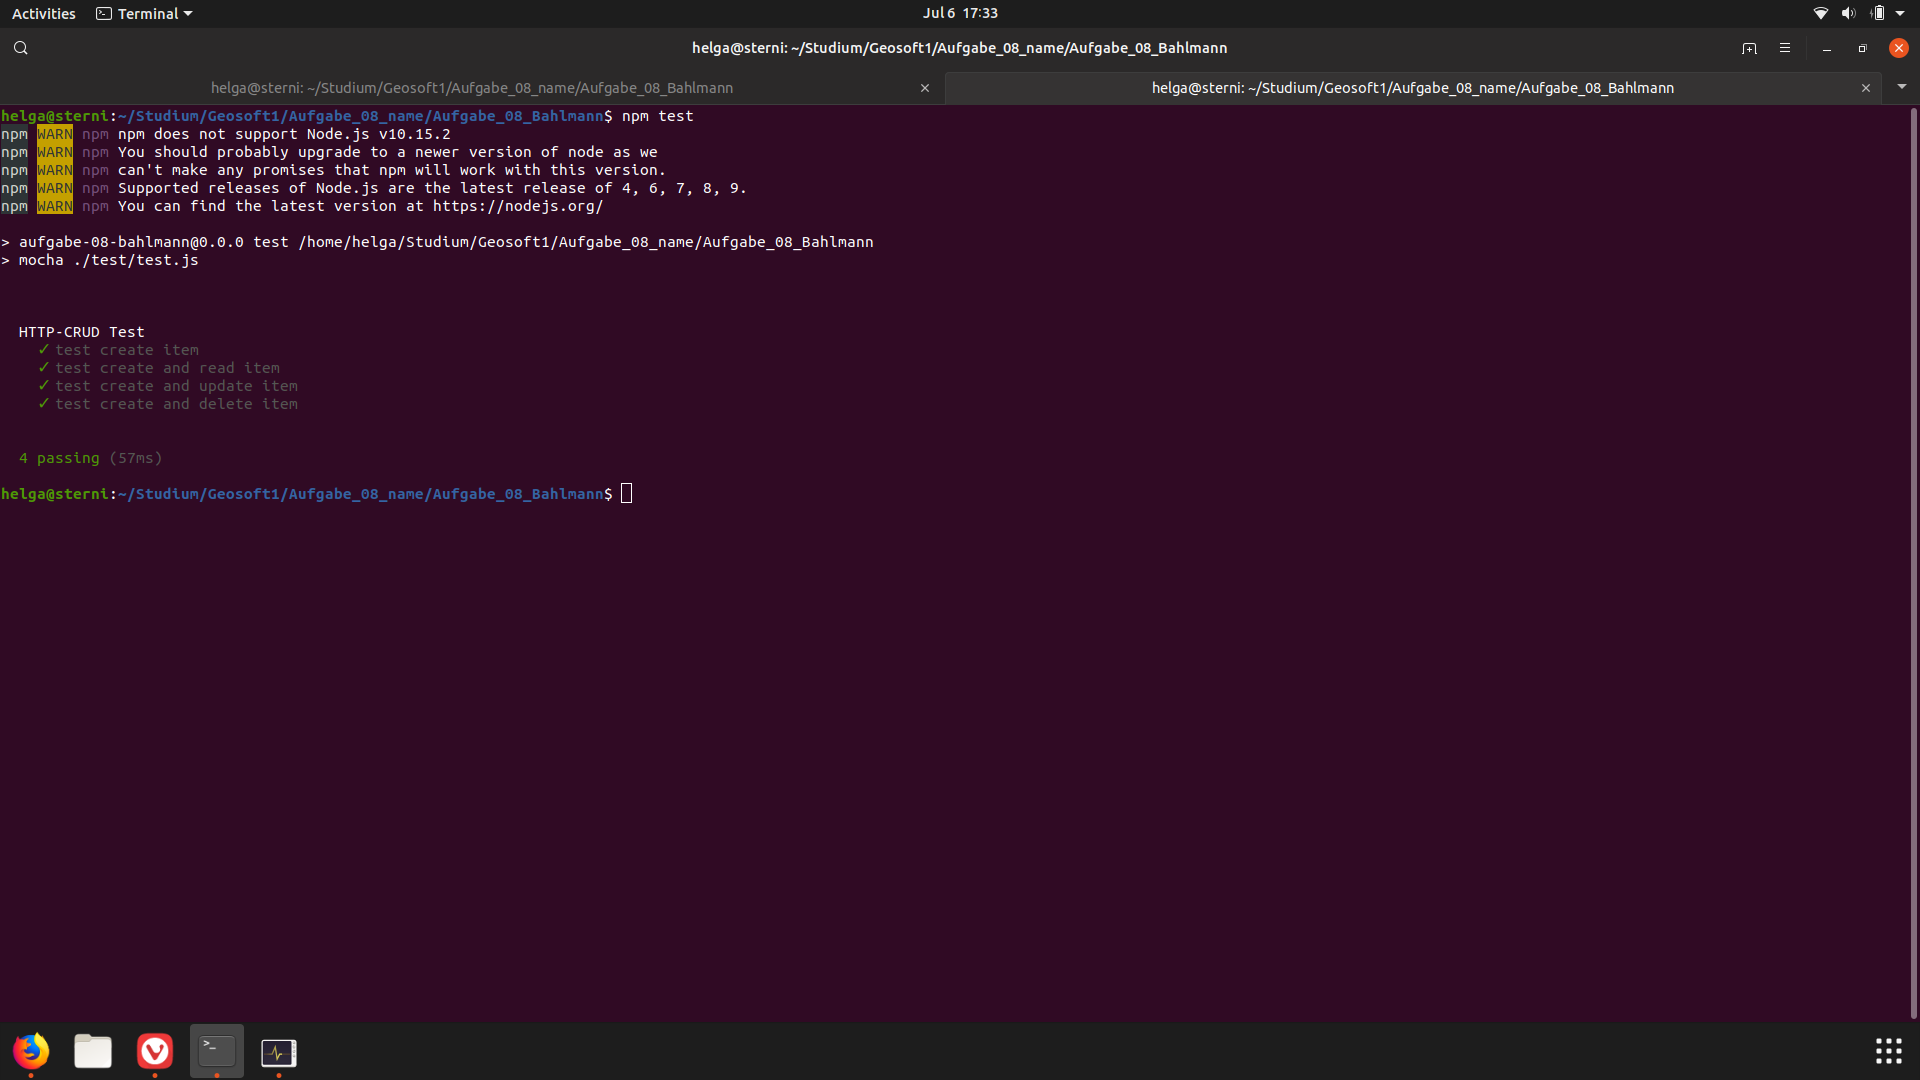 Activities Terminal Jul 6 17:33
helga@sterni: ~/Studium/Geosoft1/Aufgabe_08_name/Aufgabe_08_Bahlmann
helga@sterni: ~/Studium/Geosoft1/Aufgabe_08_name/Aufgabe_08_Bahlmann helga@sterni: ~/Studium/Geosoft1/Aufgabe_08_name/Aufgabe_08_Bahlmann
helga@sterni:~/Studium/Geosoft1/Aufgabe_08_name/Aufgabe_08_Bahlmann$ npm test
npm WARN npm npm does not support Node.js v10.15.2
npm WARN npm You should probably upgrade to a newer version of node as we
npm WARN npm can't make any promises that npm will work with this version.
npm WARN npm Supported releases of Node.js are the latest release of 4, 6, 7, 8, 9.
npm WARN npm You can find the latest version at https://nodejs.org/
> aufgabe-08-bahlmann@0.0.0 test /home/helga/Studium/Geosoft1/Aufgabe_08_name/Aufgabe_08_Bahlmann
> mocha ./test/test.js
HTTP-CRUD Test
✓ test create item
✓ test create and read item
✓ test create and update item
✓ test create and delete item
4 passing (57ms)
helga@sterni:~/Studium/Geosoft1/Aufgabe_08_name/Aufgabe_08_Bahlmann$